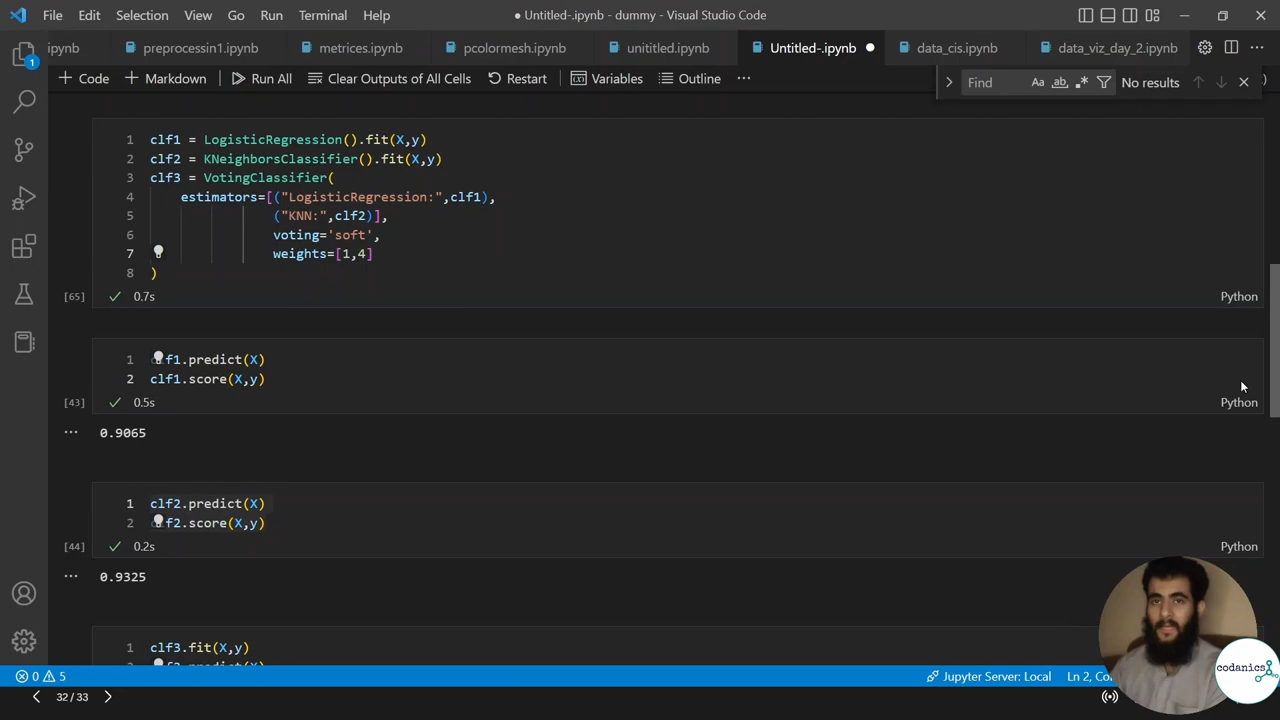 File Edit Selection View Go Run Terminal Help
● Untitled-.ipynb - dummy - Visual Studio Code
ipynb preprocessin1.ipynb metrices.ipynb pcolormesh.ipynb unititled.ipynb Untitled-.ipynb data_cis.ipynb data_viz_day_2.ipynb
+ Code + Markdown Run All Clear Outputs of All Cells Restart Variables Outline ...
Find Aa ab .* No results
1 clf1 = LogisticRegression().fit(X,y)
2 clf2 = KNeighborsClassifier().fit(X,y)
3 clf3 = VotingClassifier(
4 estimators=[("LogisticRegression:",clf1),
5 ("KNN:",clf2)],
6 voting='soft',
7 weights=[1,4]
8 )
[65] 0.7s Python
1 clf1.predict(X)
2 clf1.score(X,y)
[43] 0.5s Python
... 0.9065
1 clf2.predict(X)
2 clf2.score(X,y)
[44] 0.2s Python
... 0.9325
1 clf3.fit(X,y)
0 5 Jupyter Server: Local Ln 2,
32 / 33
codanics
1